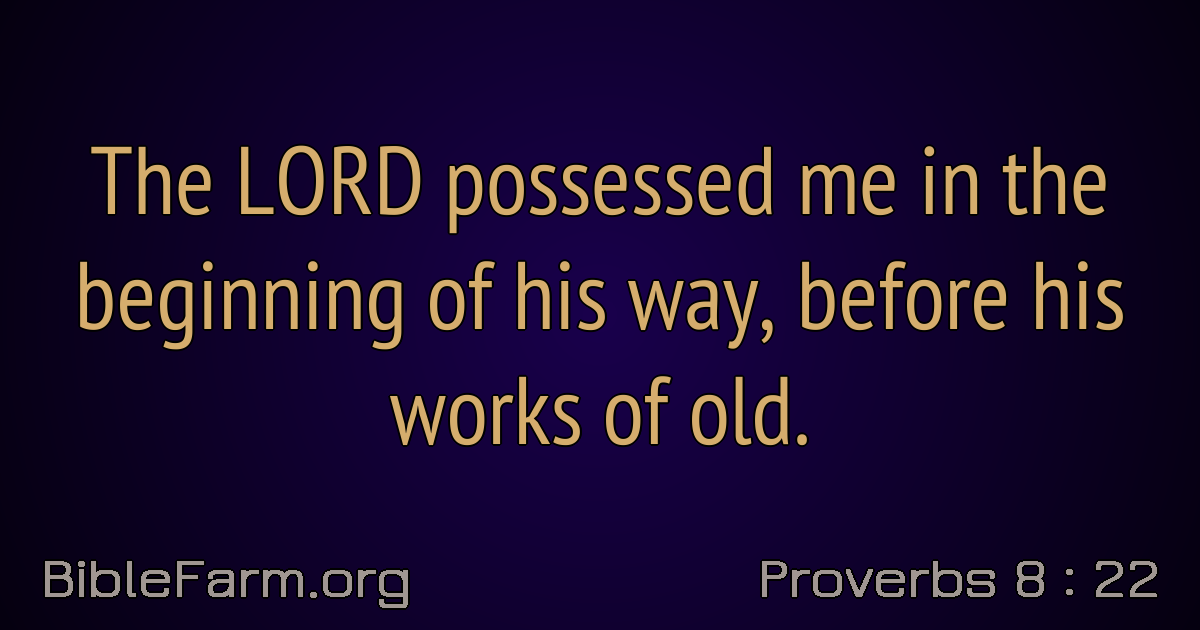 The LORD possessed me in the
beginning of his way, before his
works of old.
BibleFarm.org
Proverbs 8 : 22